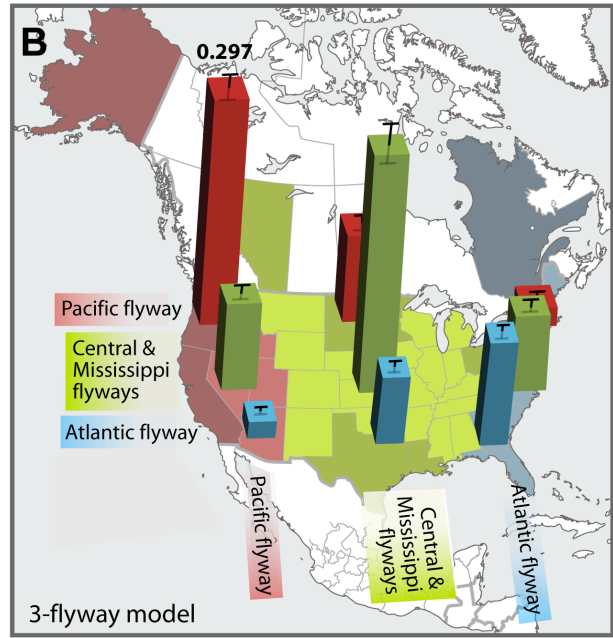 B
0.297
Pacific flyway
Central &
Mississippi
flyways
Atlantic flyway
Pacific flyway
Central &
Mississippi
flyways
Atlantic flyway
3-flyway model